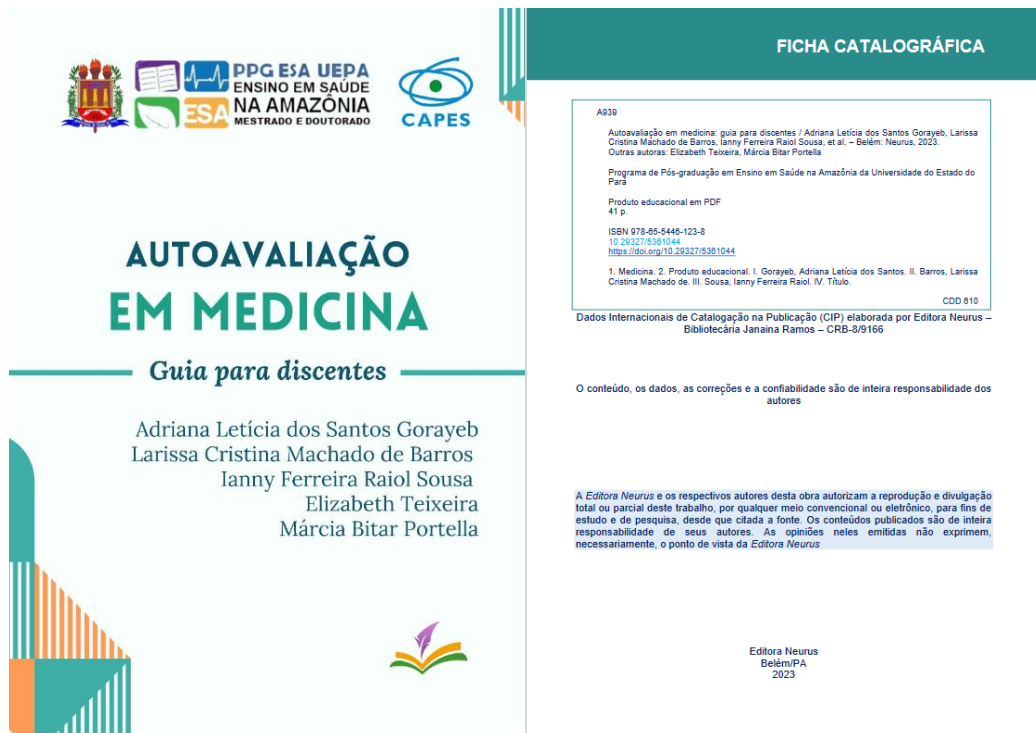 PPG ESA UEPA
ENSINO EM SAÚDE
NA AMAZÔNIA
MESTRADO E DOUTORADO
ESA
CAPES
AUTOAVALIAÇÃO
EM MEDICINA
Guia para discentes
Adriana Letícia dos Santos Gorayeb
Larissa Cristina Machado de Barros
Ianny Ferreira Raiol Sousa
Elizabeth Teixeira
Márcia Bitar Portella
FICHA CATALOGRÁFICA
A939
Autoavaliação em medicina: guia para discentes / Adriana Letícia dos Santos Gorayeb, Larissa
Cristina Machado de Barros, Ianny Ferreira Raiol Sousa, et al. – Belém: Neurus, 2023.
Outras autoras: Elizabeth Teixeira, Márcia Bitar Portella
Programa de Pós-graduação em Ensino em Saúde na Amazônia da Universidade do Estado do
Pará
Produto educacional em PDF
41 p.
ISBN 978-65-5446-123-8
10.29327/5361044
https://doi.org/10.29327/5361044
1. Medicina. 2. Produto educacional. I. Gorayeb, Adriana Letícia dos Santos. II. Barros, Larissa
Cristina Machado de. III. Sousa, Ianny Ferreira Raiol. IV. Título.
CDD 610
Dados Internacionais de Catalogação na Publicação (CIP) elaborada por Editora Neurus –
Bibliotecária Janaina Ramos – CRB-8/9166
O conteúdo, os dados, as correções e a confiabilidade são de inteira responsabilidade dos
autores
A Editora Neurus e os respectivos autores desta obra autorizam a reprodução e divulgação
total ou parcial deste trabalho, por qualquer meio convencional ou eletrônico, para fins de
estudo e de pesquisa, desde que citada a fonte. Os conteúdos publicados são de inteira
responsabilidade de seus autores. As opiniões neles emitidas não exprimem,
necessariamente, o ponto de vista da Editora Neurus
Editora Neurus
Belém/PA
2023